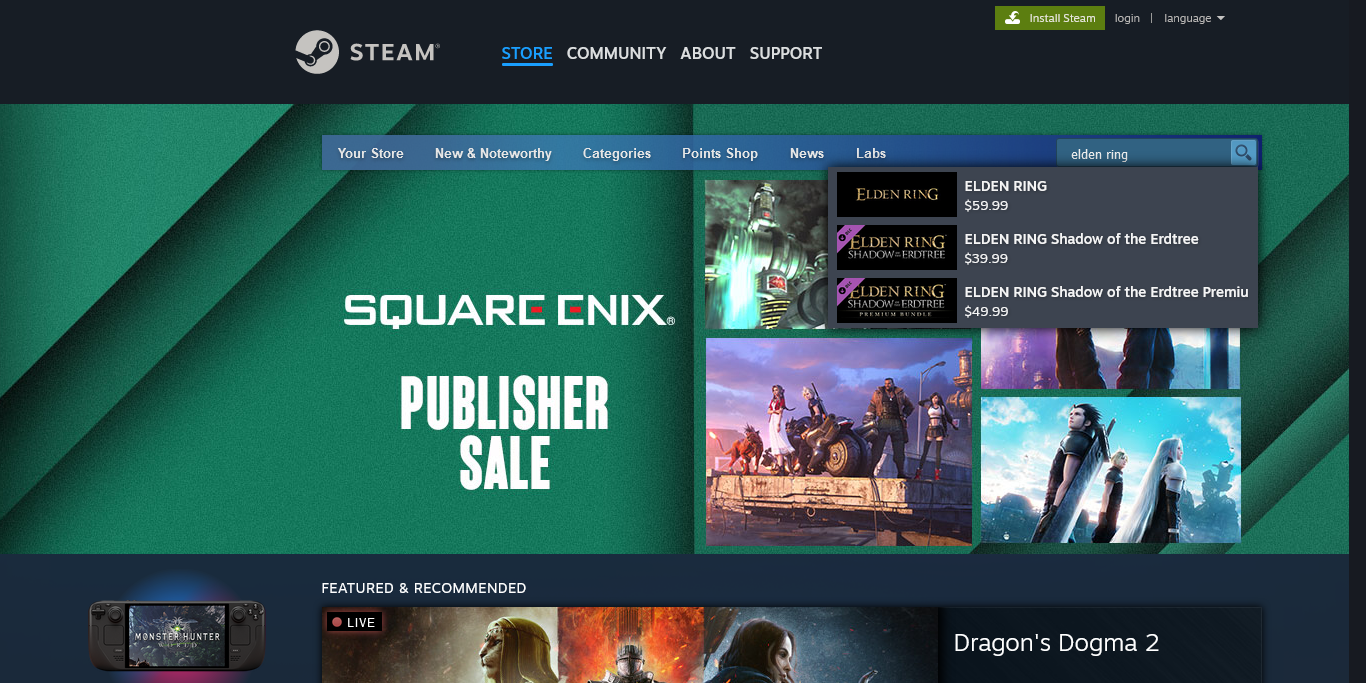 Install Steam
login | language
STEAM®
STORE COMMUNITY ABOUT SUPPORT
Your Store New & Noteworthy Categories Points Shop News Labs
elden ring
ELDEN RING
ELDEN RING
$59.99
DLC
ELDEN RING
SHADOW OF THE ERDTREE
ELDEN RING Shadow of the Erdtree
$39.99
DLC
ELDEN RING
SHADOW OF THE ERDTREE
PREMIUM BUNDLE
ELDEN RING Shadow of the Erdtree Premiu
$49.99
SQUARE ENIX®
PUBLISHER
SALE
FEATURED & RECOMMENDED
MONSTER HUNTER
WORLD
LIVE
Dragon's Dogma 2